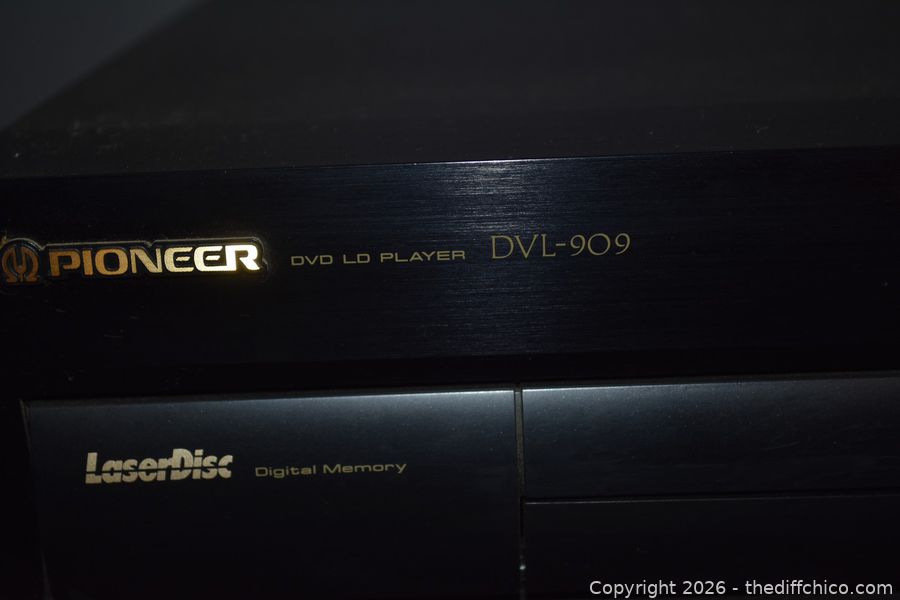 PIONEER DVD LD PLAYER DVL-909
LaserDisc Digital Memory
Copyright 2026 - thediffchico.com